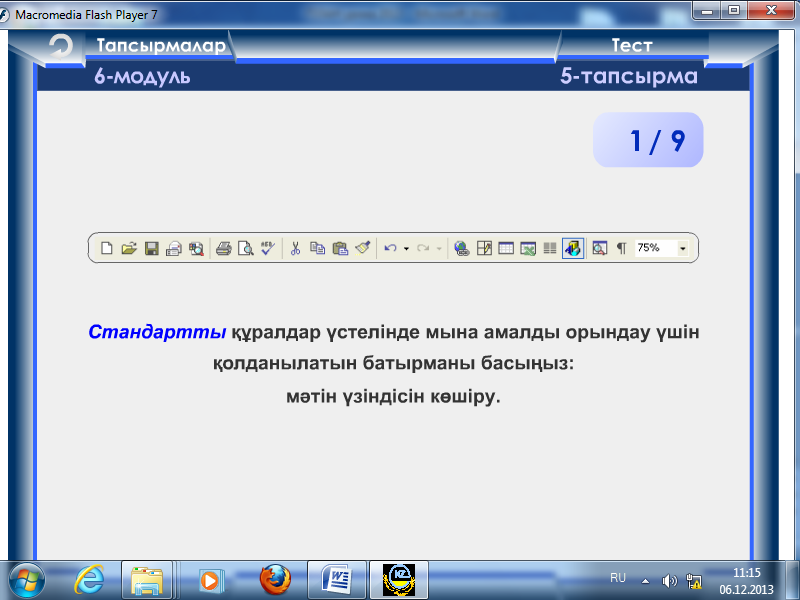 Macromedia Flash Player 7
Тапсырмалар
Тест
6-модуль
5-тапсырма
1 / 9
75%
Стандартты құралдар үстелінде мына амалды орындау үшін
қолданылатын батырманы басыңыз:
мәтін үзіндісін көшіру.
RU
11:15
06.12.2013